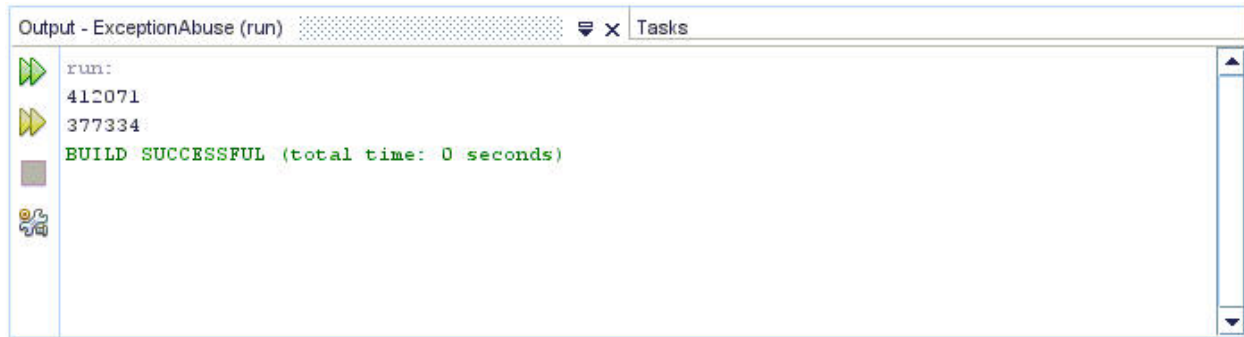 Output - ExceptionAbuse (run) Tasks
run:
412071
377334
BUILD SUCCESSFUL (total time: 0 seconds)